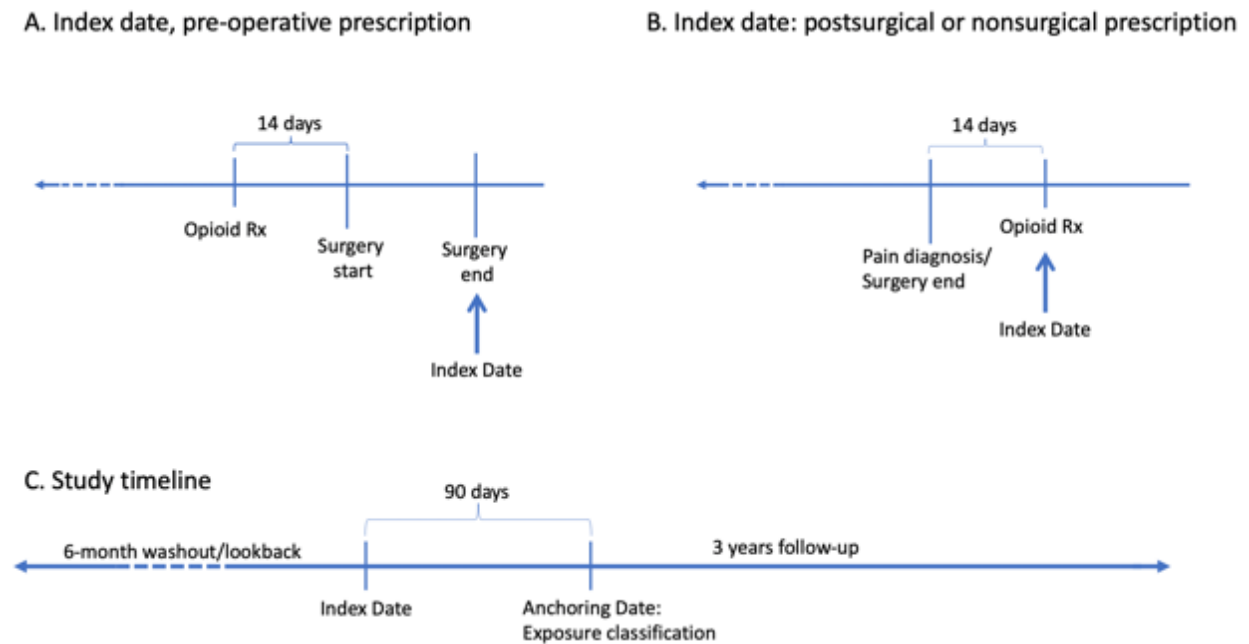 A. Index date, pre-operative prescription
14 days
Opioid Rx
Surgery
start
Surgery
end
Index Date
B. Index date: postsurgical or nonsurgical prescription
14 days
Pain diagnosis/
Surgery end
Opioid Rx
Index Date
C. Study timeline
90 days
6-month washout/lookback
3 years follow-up
Index Date
Anchoring Date:
Exposure classification